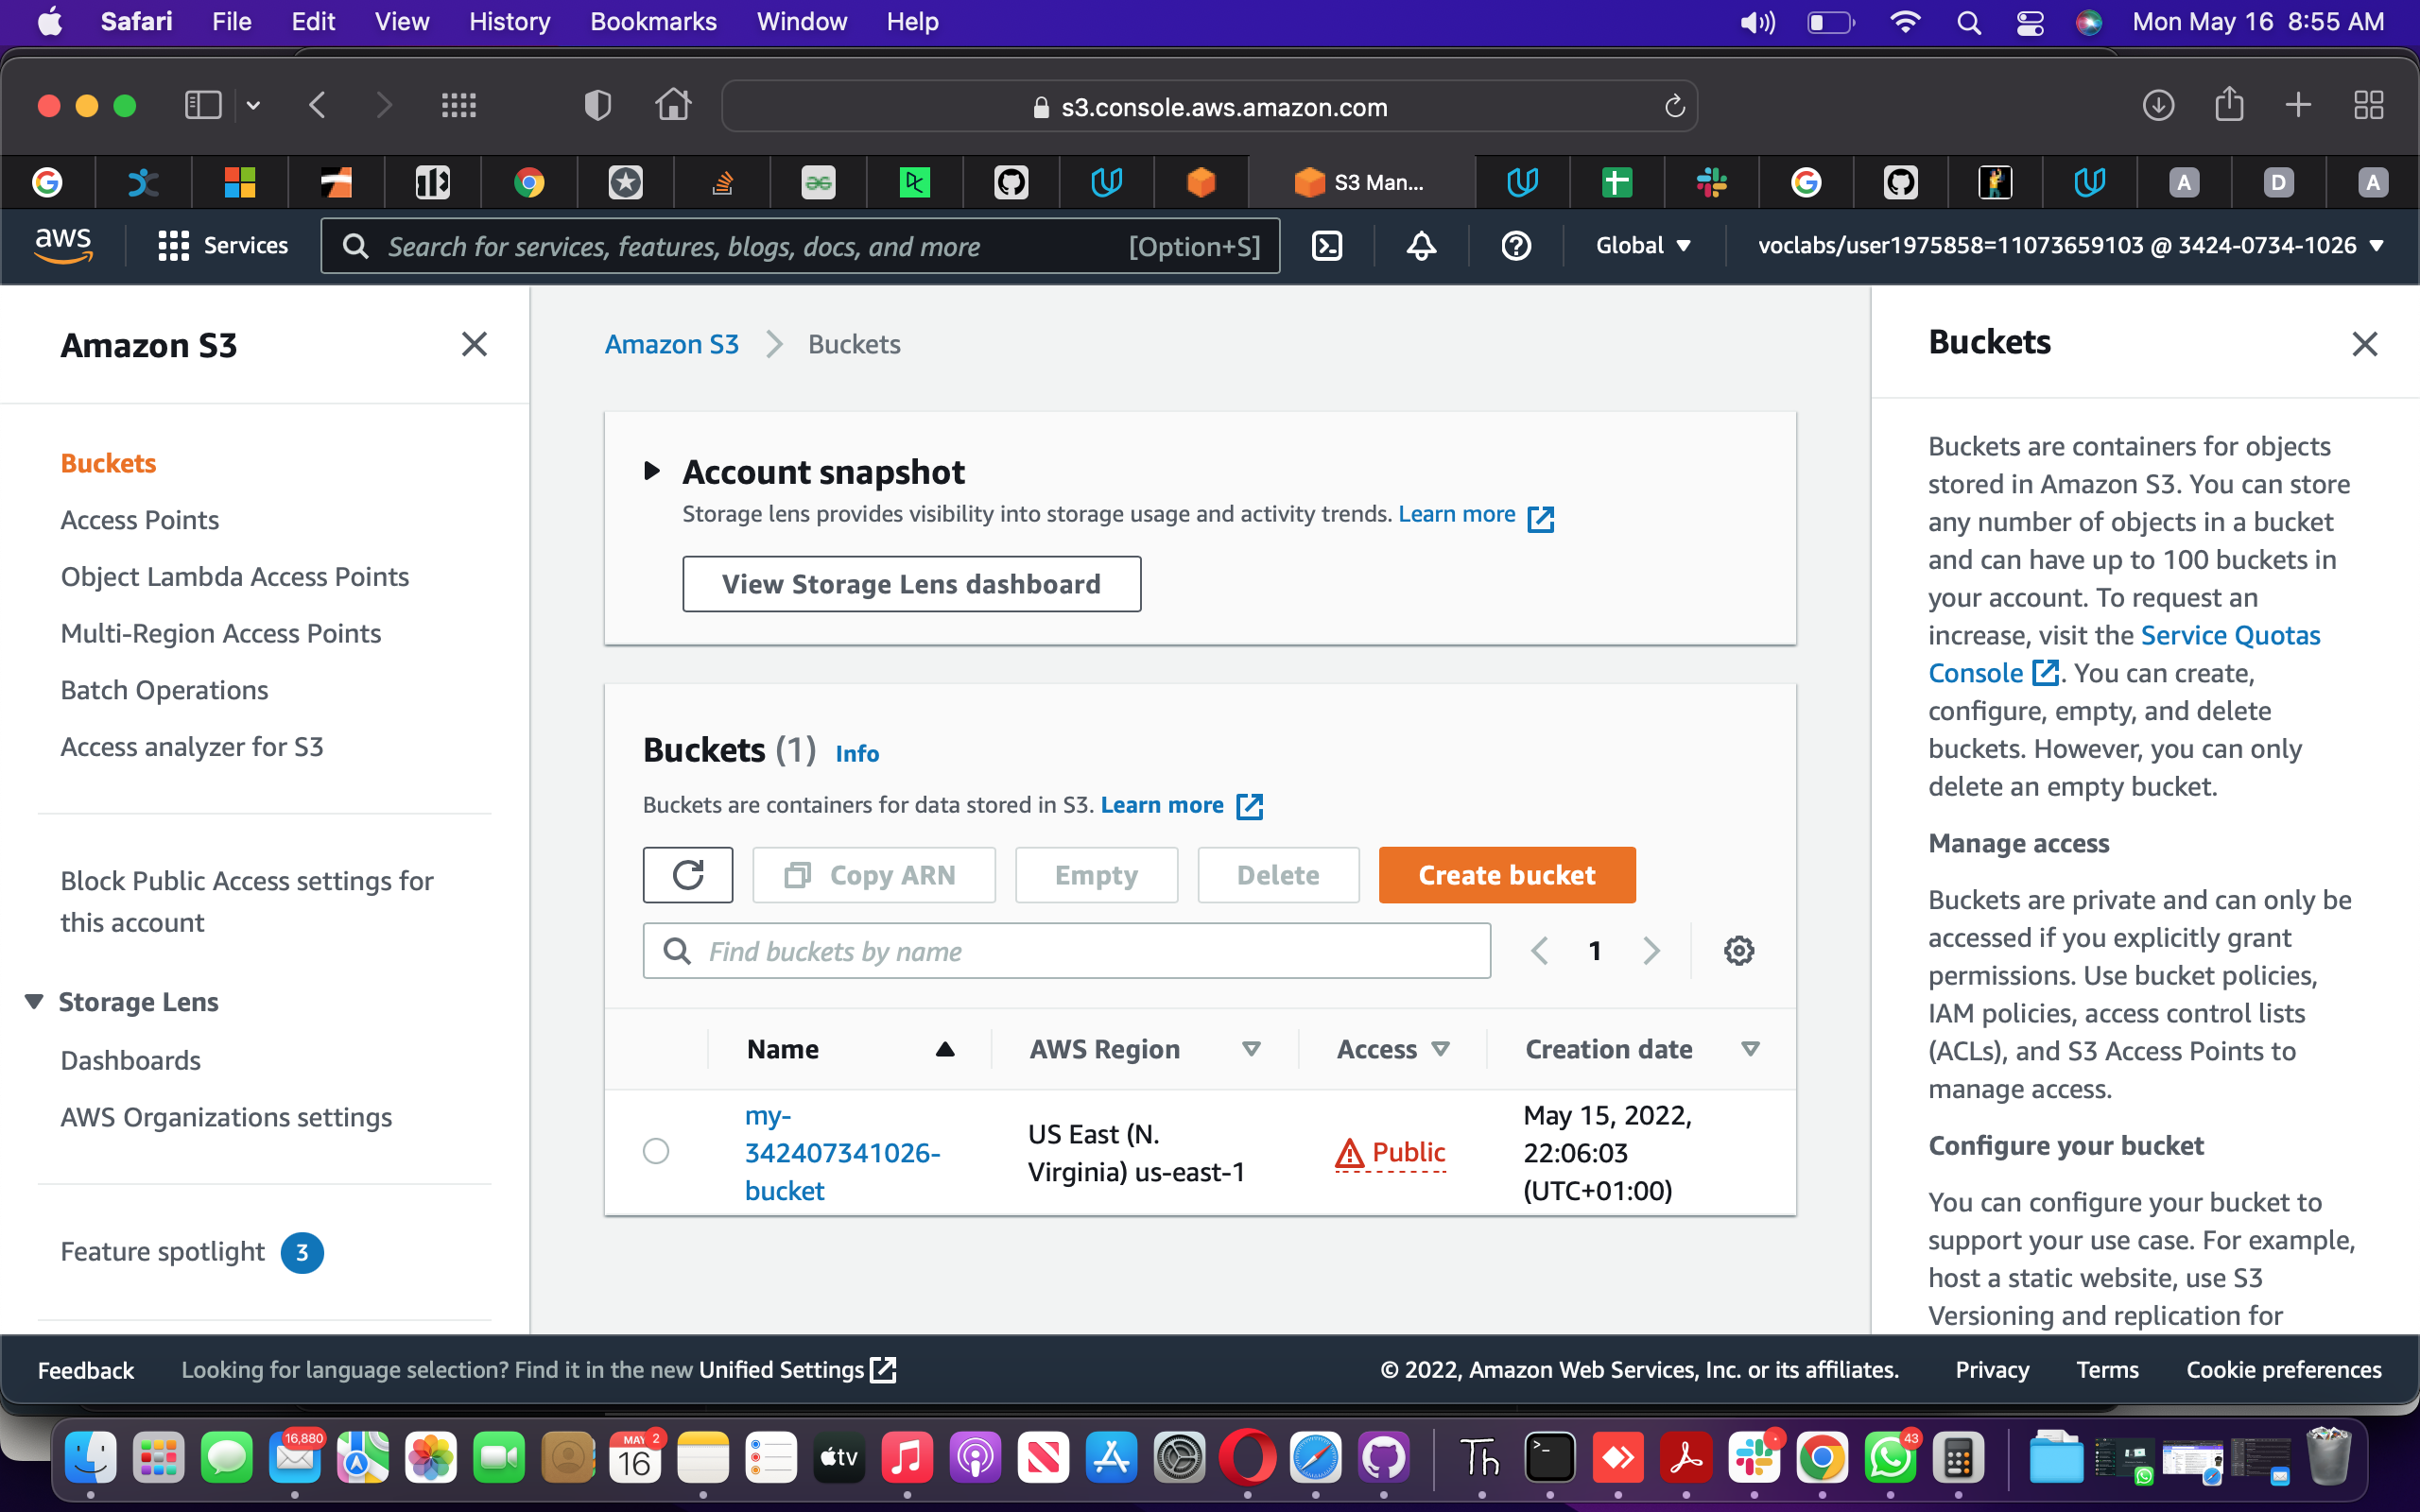 Safari File Edit View History Bookmarks Window Help Mon May 16 8:55 AM
s3.console.aws.amazon.com
S3 Man... A D A
aws Services Search for services, features, blogs, docs, and more [Option+S] Global voclabs/user1975858=11073659103 @ 3424-0734-1026
Amazon S3
Buckets
Access Points
Object Lambda Access Points
Multi-Region Access Points
Batch Operations
Access analyzer for S3
Block Public Access settings for
this account
Storage Lens
Dashboards
AWS Organizations settings
Feature spotlight 3
Amazon S3 Buckets
Account snapshot
Storage lens provides visibility into storage usage and activity trends. Learn more
View Storage Lens dashboard
Buckets (1) Info
Buckets are containers for data stored in S3. Learn more
Copy ARN Empty Delete Create bucket
Find buckets by name 1
Name AWS Region Access Creation date
my-
342407341026-
bucket
US East (N.
Virginia) us-east-1
Public
May 15, 2022,
22:06:03
(UTC+01:00)
Buckets
Buckets are containers for objects
stored in Amazon S3. You can store
any number of objects in a bucket
and can have up to 100 buckets in
your account. To request an
increase, visit the Service Quotas
Console . You can create,
configure, empty, and delete
buckets. However, you can only
delete an empty bucket.
Manage access
Buckets are private and can only be
accessed if you explicitly grant
permissions. Use bucket policies,
IAM policies, access control lists
(ACLs), and S3 Access Points to
manage access.
Configure your bucket
You can configure your bucket to
support your use case. For example,
host a static website, use S3
Versioning and replication for
Feedback Looking for language selection? Find it in the new Unified Settings © 2022, Amazon Web Services, Inc. or its affiliates. Privacy Terms Cookie preferences
16,880 MAY 2 16 tv Th 43